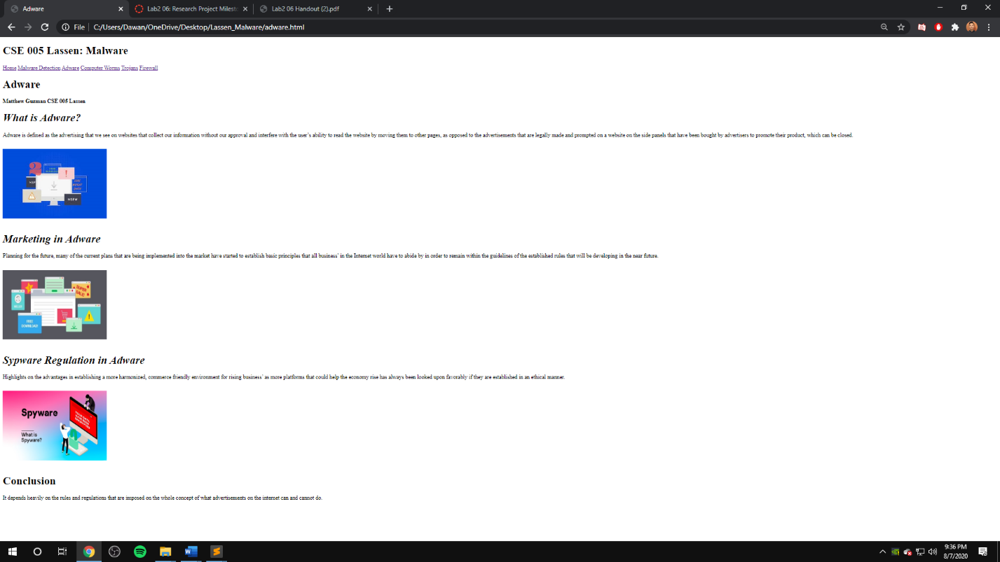 Adware
Lab2 06: Research Project Milest
Lab2 06 Handout (2).pdf
File
C:/Users/Dawan/OneDrive/Desktop/Lassen_Malware/adware.html
CSE 005 Lassen: Malware
Home Malware Detection Adware Computer Worms Trojans Firewall
Adware
Matthew Guzman CSE 005 Lassen
What is Adware?
Adware is defined as the advertising that we see on websites that collect our information without our approval and interfere with the user's ability to read the website by moving them to other pages, as opposed to the advertisements that are legally made and prompted on a website on the side panels that have been bought by advertisers to promote their product, which can be closed.
2
!
NSFW
Marketing in Adware
Planning for the future, many of the current plans that are being implemented into the market have started to establish basic principles that all business' in the Internet world have to abide by in order to remain within the guidelines of the established rules that will be developing in the near future.
SUPER
SALE!
FREE
DOWNLOAD!
Sypware Regulation in Adware
Highlights on the advantages in establishing a more harmonized, commerce friendly environment for rising business' as more platforms that could help the economy rise has always been looked upon favorably if they are established in an ethical manner.
Spyware
What is
Spyware?
Conclusion
It depends heavily on the rules and regulations that are imposed on the whole concept of what advertisements on the internet can and cannot do.
9:36 PM
8/7/2020